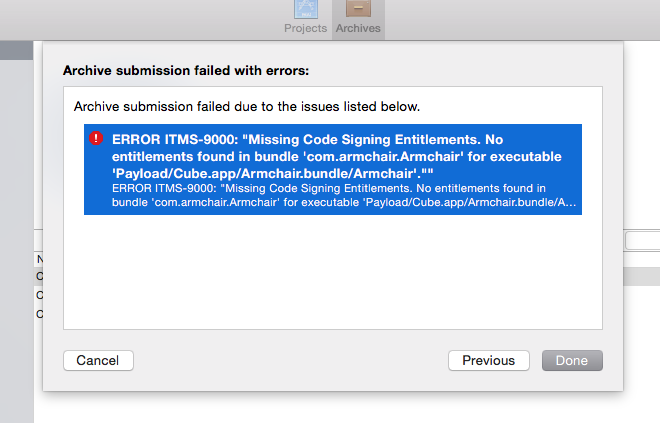 Projects Archives
Archive submission failed with errors:
Archive submission failed due to the issues listed below.
ERROR ITMS-9000: "Missing Code Signing Entitlements. No
entitlements found in bundle 'com.armchair.Armchair' for executable
'Payload/Cube.app/Armchair.bundle/Armchair'.""
ERROR ITMS-9000: "Missing Code Signing Entitlements. No entitlements found in
bundle 'com.armchair.Armchair' for executable 'Payload/Cube.app/Armchair.bundle/A...
N
C
C
C
Cancel Previous Done